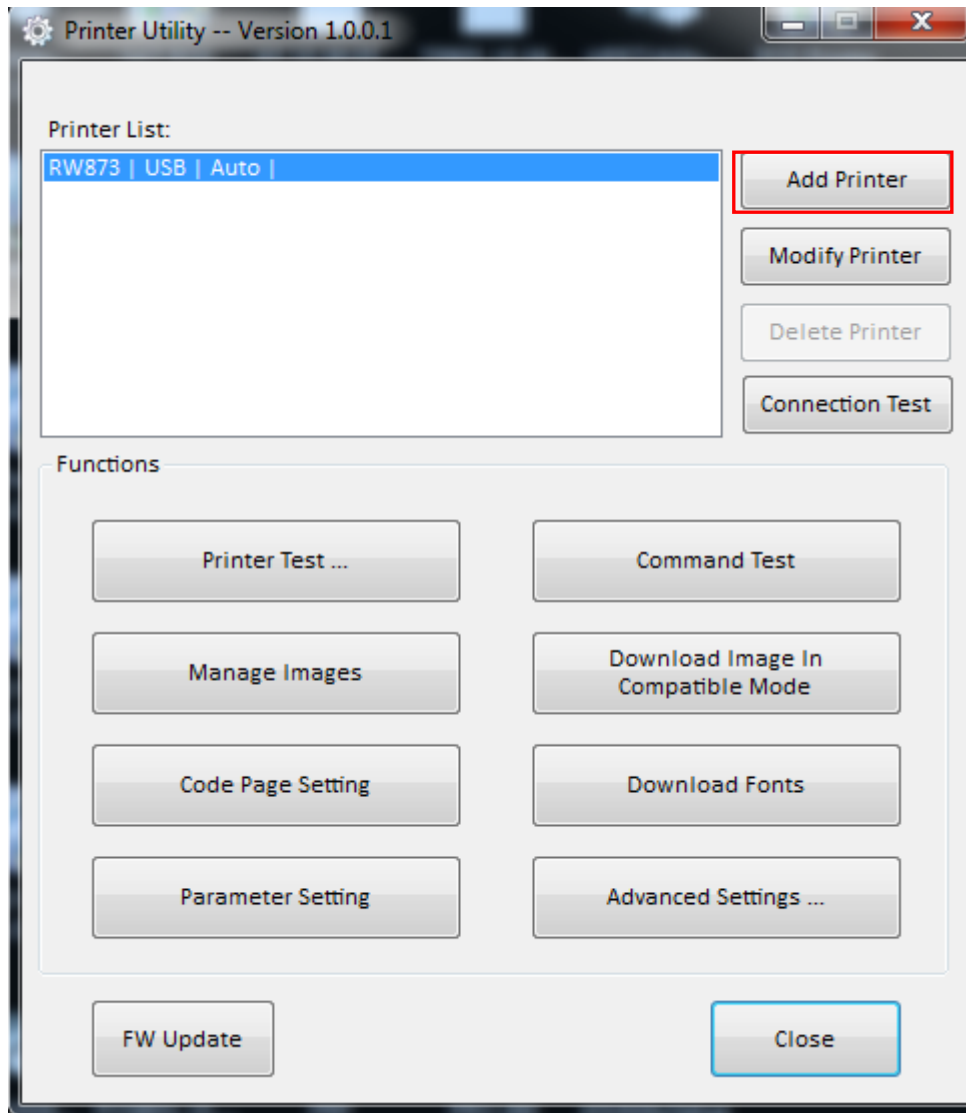 Printer Utility -- Version 1.0.0.1
Printer List:
RW873 | USB | Auto |
Add Printer
Modify Printer
Delete Printer
Connection Test
Functions
Printer Test ...
Command Test
Manage Images
Download Image In
Compatible Mode
Code Page Setting
Download Fonts
Parameter Setting
Advanced Settings ...
FW Update
Close